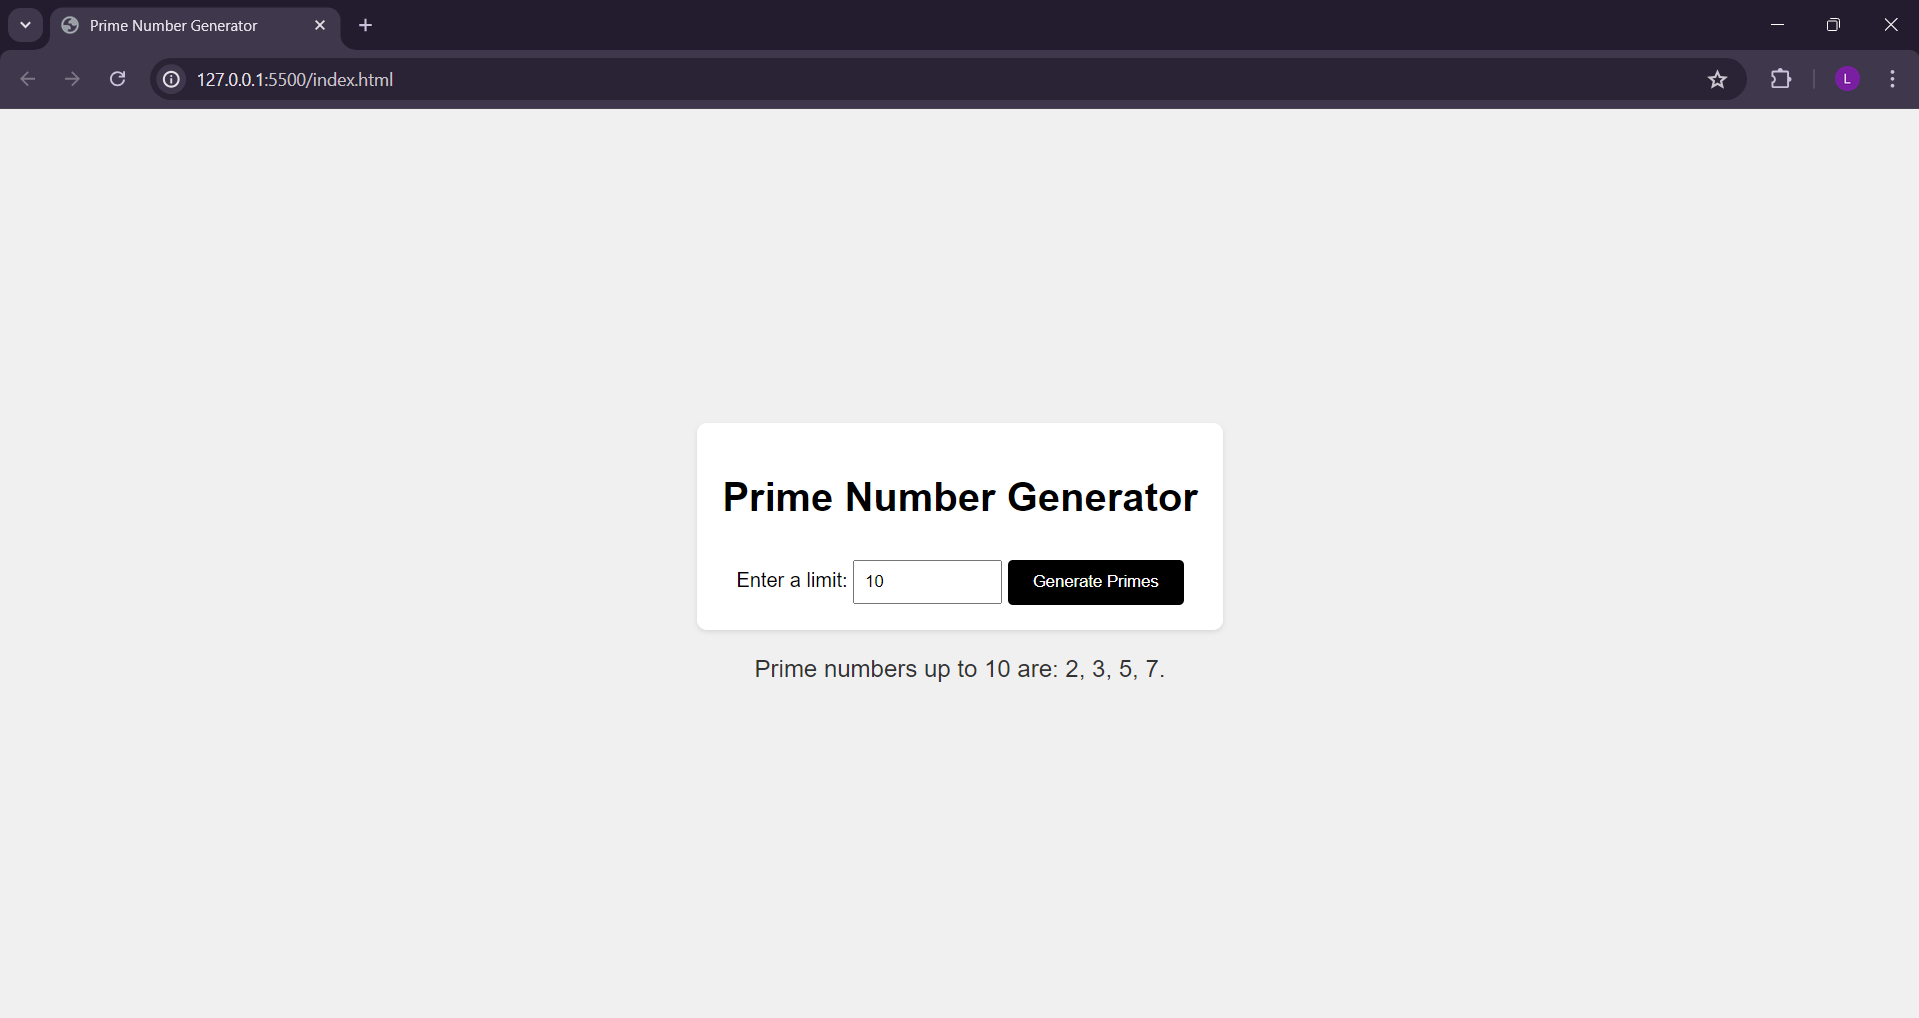 Prime Number Generator
127.0.0.1:5500/index.html
L
Prime Number Generator
Enter a limit: 10 Generate Primes
Prime numbers up to 10 are: 2, 3, 5, 7.